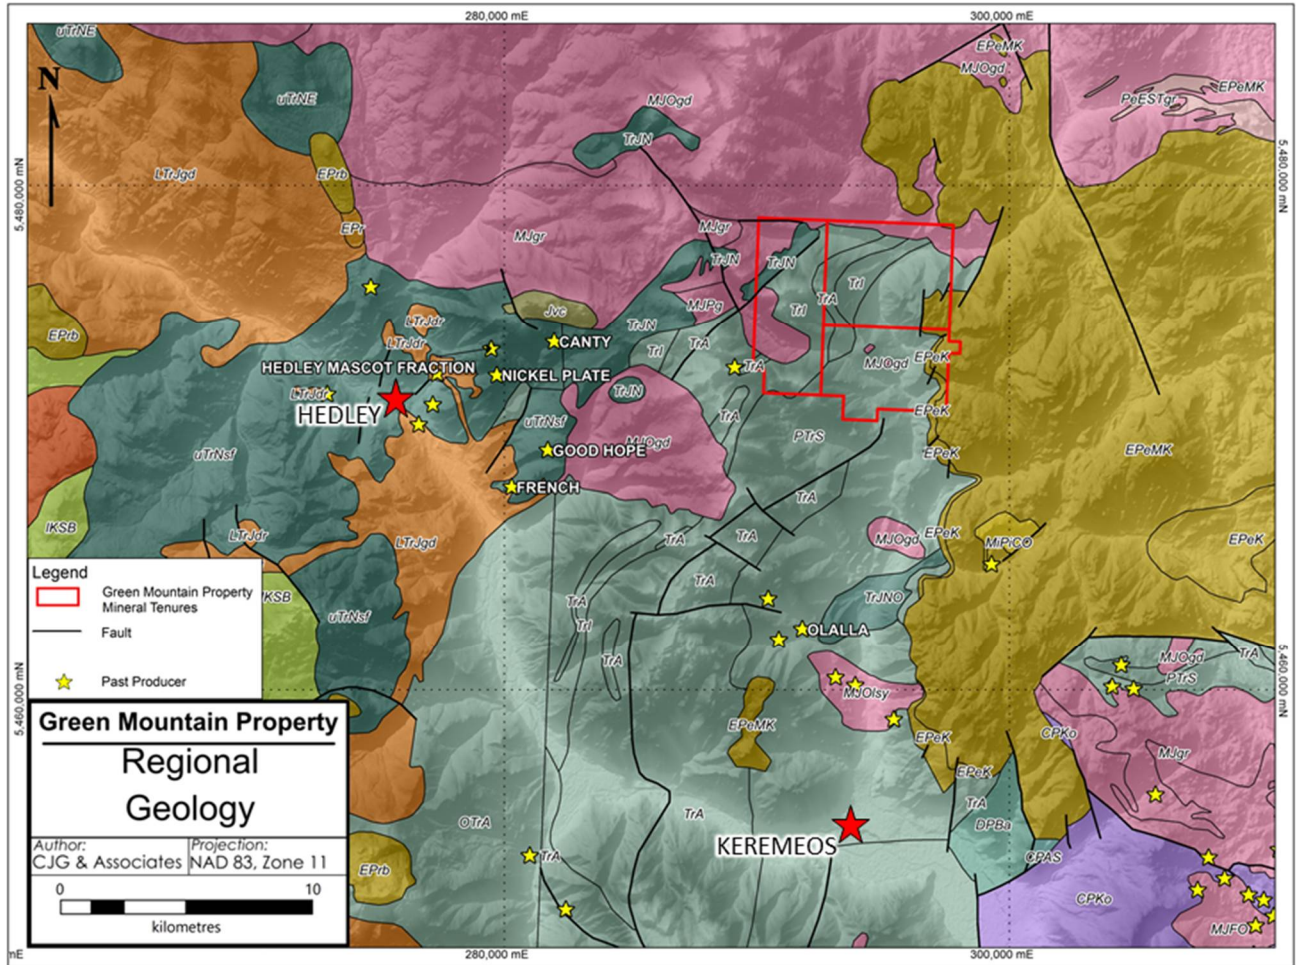 280,000 mE
300,000 mE
uTrNE
N
uTrNE
MJOgd
TrJN
EPeMK
MJOgd
PeESTgr
EPeMK
5,480,000 mN
5,480,000 mN
LTrJgd
EPrb
EPr
MJgr
MJgr
TrJN
TrJN
TrI
TrI
TrA
MJPg
EPrb
LTrJdr
LTrJdr
Jvc
TrJN
TrI
TrA
CANTY
HEDLEY MASCOT FRACTION
NICKEL PLATE
TrA
MJOgd
EPeK
LTrJdr
HEDLEY
TrJN
uTrNsf
TrA
EPeK
PTrS
MJOgd
GOOD HOPE
EPeK
EPeMK
uTrNsf
FRENCH
TrA
IKSB
LTrJdr
LTrJgd
TrA
TrA
MJOgd
EPeK
MiPiCO
EPeK
TrA
KSB
uTrNsf
TrA
TrI
TrJNO
OLALLA
TrA
MJOgd
TrA
PTrS
MJOlsy
5,460,000 mN
5,460,000 mN
EPeMK
EPeK
CPKo
MJgr
EPeK
TrA
OTrA
TrA
DPBa
KEREMEOS
TrA
CPAS
EPrb
CPKo
MJFO
Legend
Green Mountain Property
Mineral Tenures
Fault
Past Producer
Green Mountain Property
Regional
Geology
Author:
CJG & Associates
Projection:
NAD 83, Zone 11
0
10
kilometres
mE
280,000 mE
300,000 mE